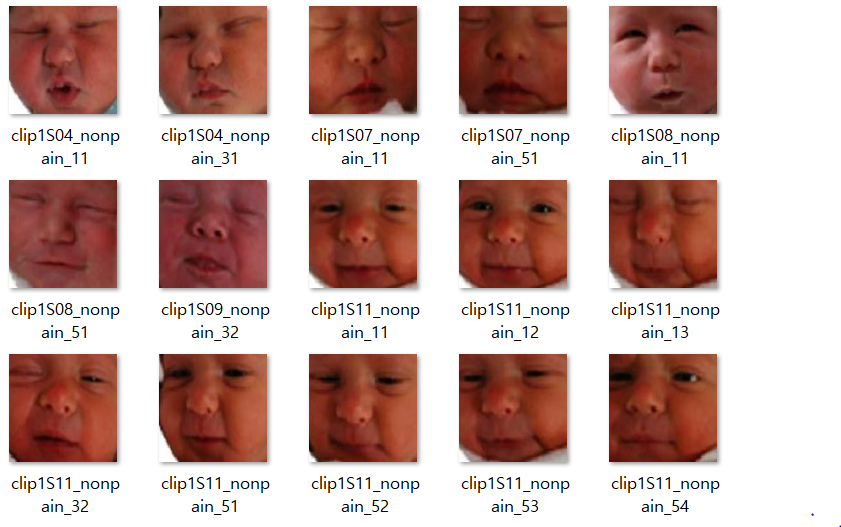 clip1S04_nonp
ain_11
clip1S04_nonp
ain_31
clip1S07_nonp
ain_11
clip1S07_nonp
ain_51
clip1S08_nonp
ain_11
clip1S08_nonp
ain_51
clip1S09_nonp
ain_32
clip1S11_nonp
ain_11
clip1S11_nonp
ain_12
clip1S11_nonp
ain_13
clip1S11_nonp
ain_32
clip1S11_nonp
ain_51
clip1S11_nonp
ain_52
clip1S11_nonp
ain_53
clip1S11_nonp
ain_54